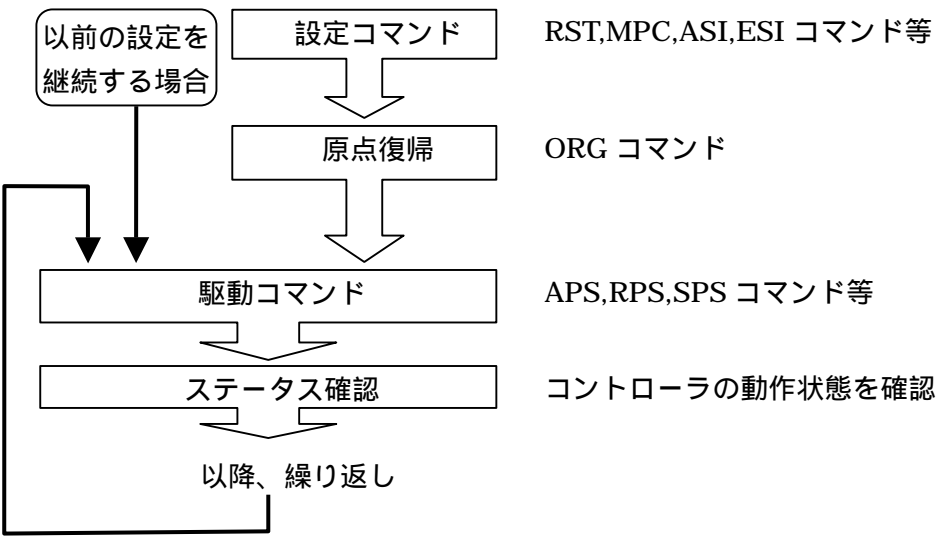 以前の設定を
継続する場合
設定コマンド
RST,MPC,ASI,ESI コマンド等
原点復帰
ORG コマンド
駆動コマンド
APS,RPS,SPS コマンド等
ステータス確認
コントローラの動作状態を確認
以降、繰り返し